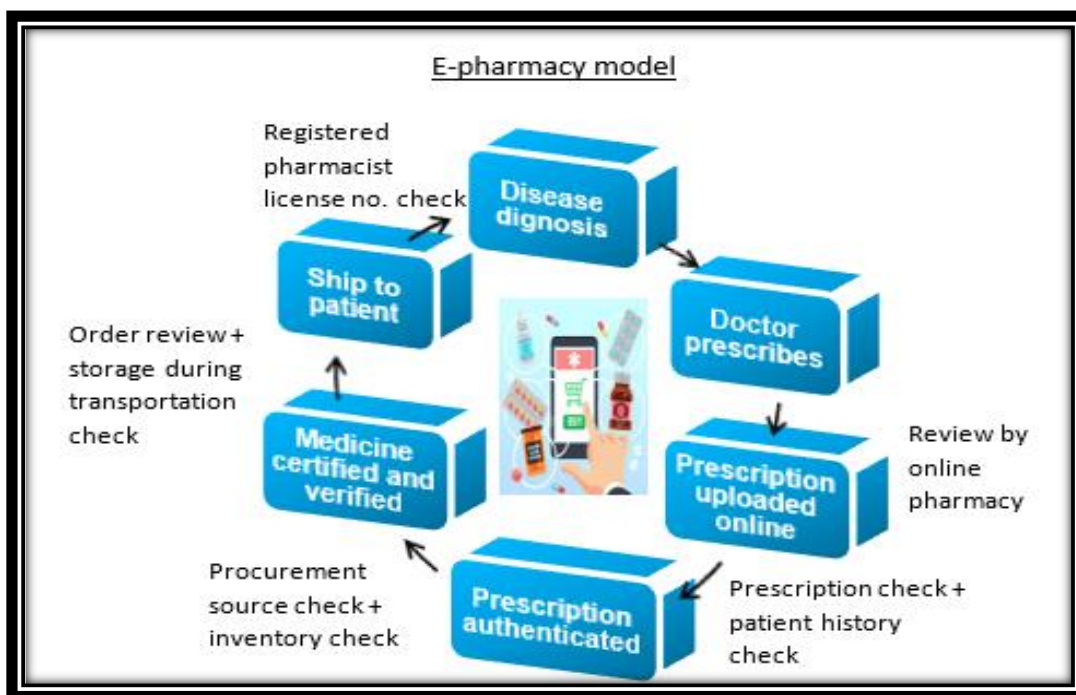 E-pharmacy model
Registered
pharmacist
license no. check
Disease
dignosis
Ship to
patient
Doctor
prescribes
Order review +
storage during
transportation
check
Medicine
certified and
verified
Prescription
uploaded
online
Review by
online
pharmacy
Procurement
source check +
inventory check
Prescription
authenticated
Prescription check +
patient history
check
BUY